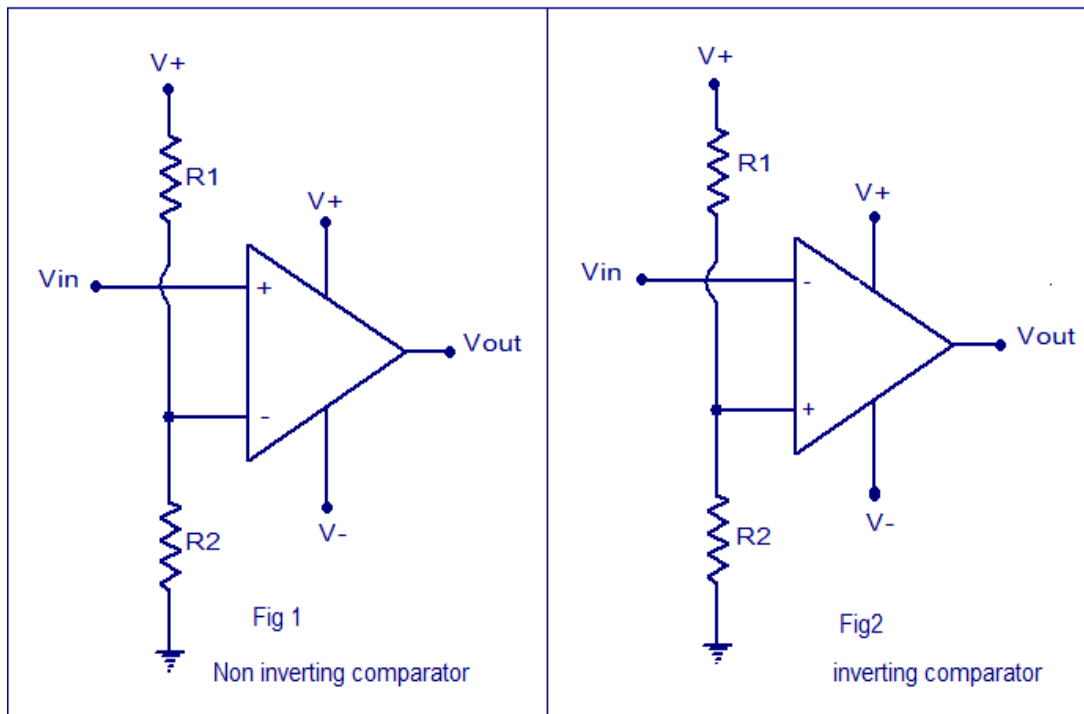 V+
R1
V+
Vin
+
Vout
-
V-
R2
Fig 1
Non inverting comparator
V+
R1
V+
Vin
-
Vout
+
V-
R2
Fig2
inverting comparator